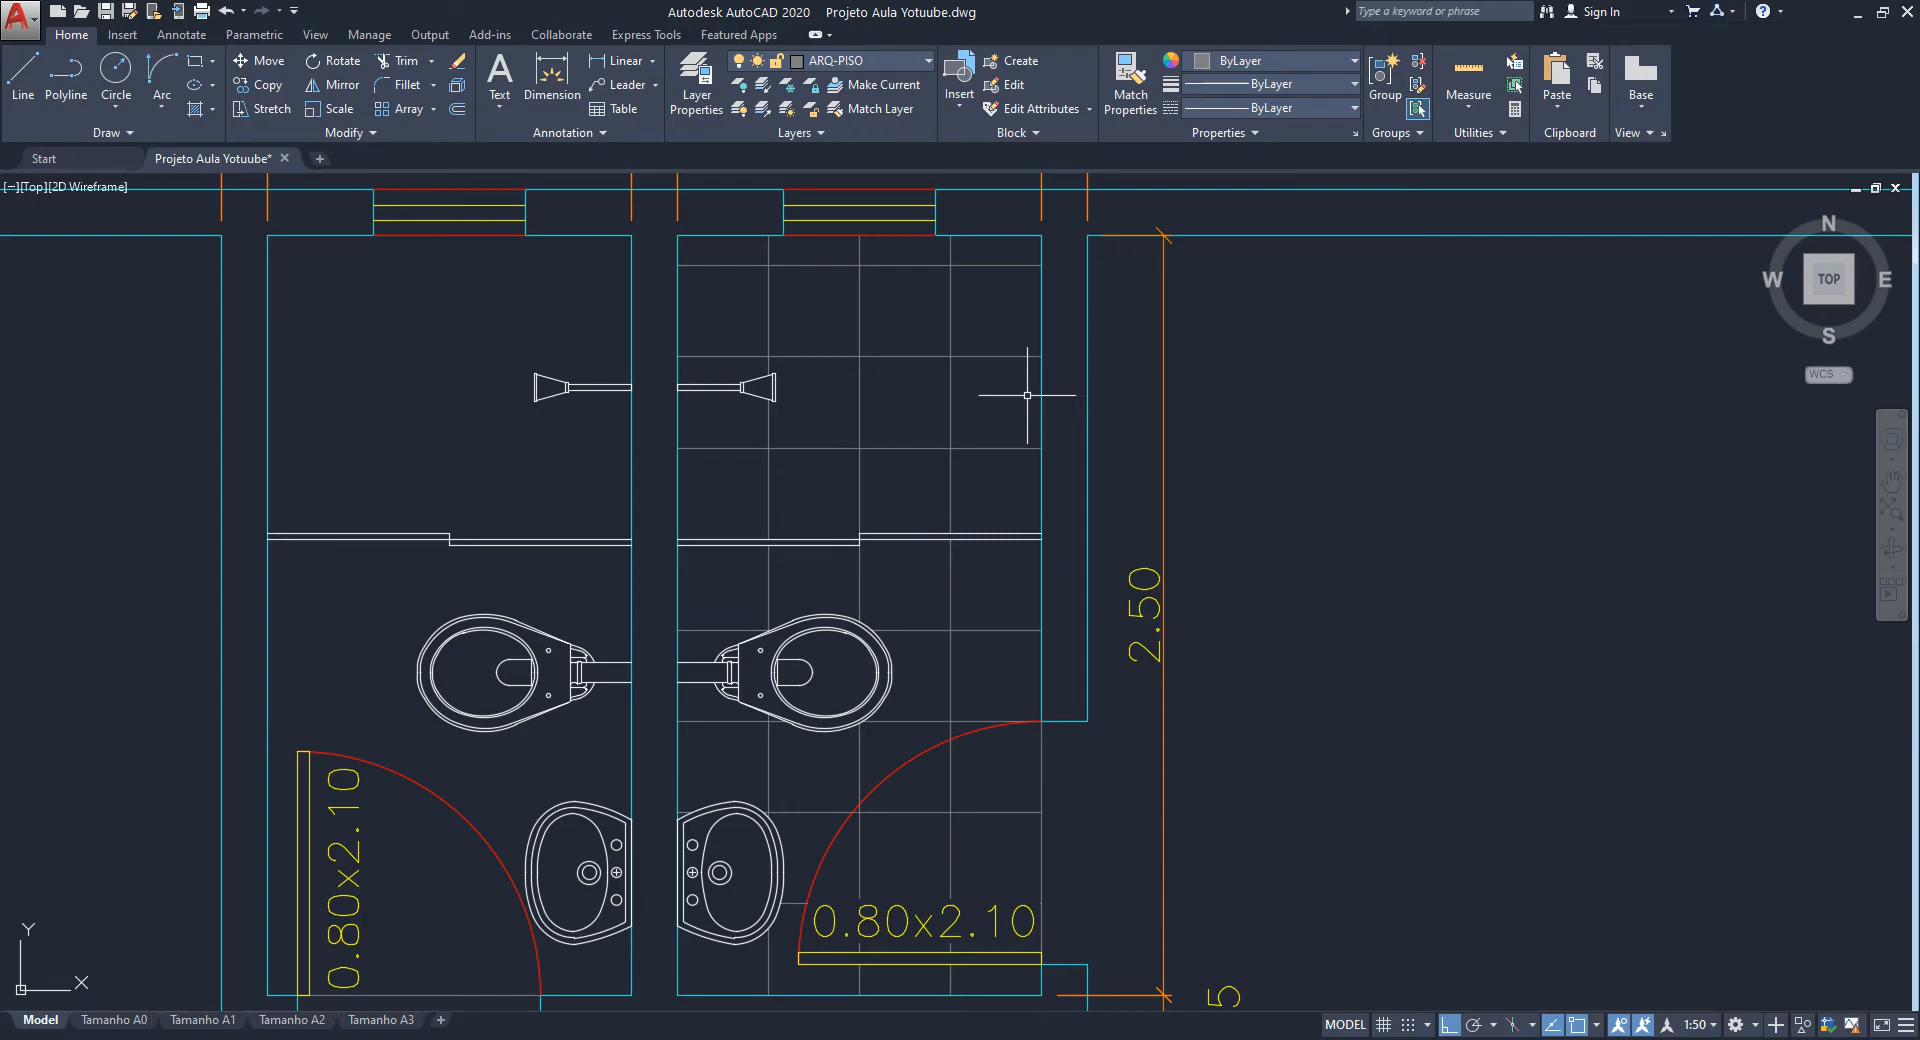 Autodesk AutoCAD 2020 Projeto Aula Yotuube.dwg
Type a keyword or phrase
Sign In
Home Insert Annotate Parametric View Manage Output Add-ins Collaborate Express Tools Featured Apps
Line Polyline Circle Arc
Draw
Move Rotate Trim
Copy Mirror Fillet
Stretch Scale Array
Modify
Text Dimension
Linear
Leader
Table
Annotation
Layer Properties
ARQ-PISO
Make Current
Match Layer
Layers
Insert
Create
Edit
Edit Attributes
Block
Match Properties
ByLayer
ByLayer
ByLayer
Properties
Group
Groups
Measure
Utilities
Paste
Clipboard
Base
View
Start Projeto Aula Yotuube*
[−][Top][2D Wireframe]
N
W TOP E
S
WCS
2.50
0.80x2.10
0.80x2.10
5
Y
X
Model Tamanho A0 Tamanho A1 Tamanho A2 Tamanho A3
MODEL
1:50